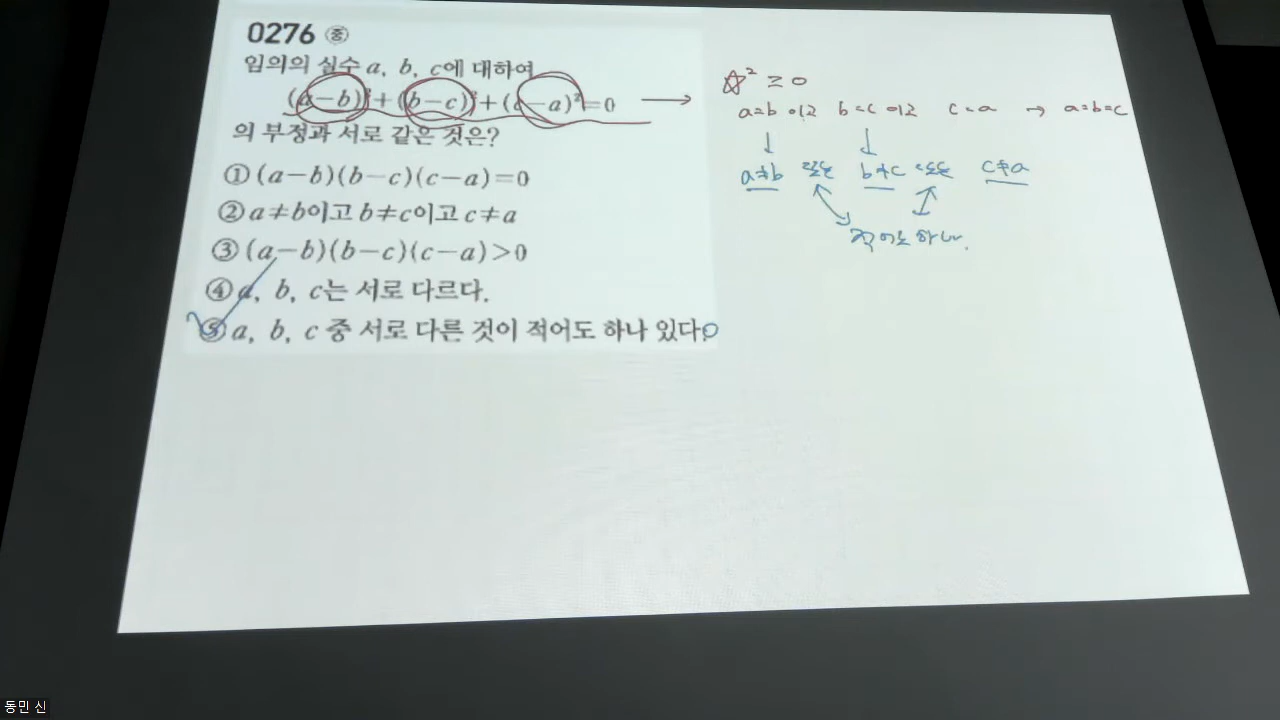 0276 중
임의의 실수 a, b, c에 대하여
(a−b)²+(b−c)²+(c−a)²=0
의 부정과 서로 같은 것은?
① (a−b)(b−c)(c−a)=0
② a≠b이고 b≠c이고 c≠a
③ (a−b)(b−c)(c−a)>0
④ a, b, c는 서로 다르다.
⑤ a, b, c 중 서로 다른 것이 적어도 하나 있다.
☆² ≥ 0
a=b 이고 b=c 이고 c=a → a=b=c
a≠b 또는 b≠c 또는 c≠a
적어도 하나.
동민 신